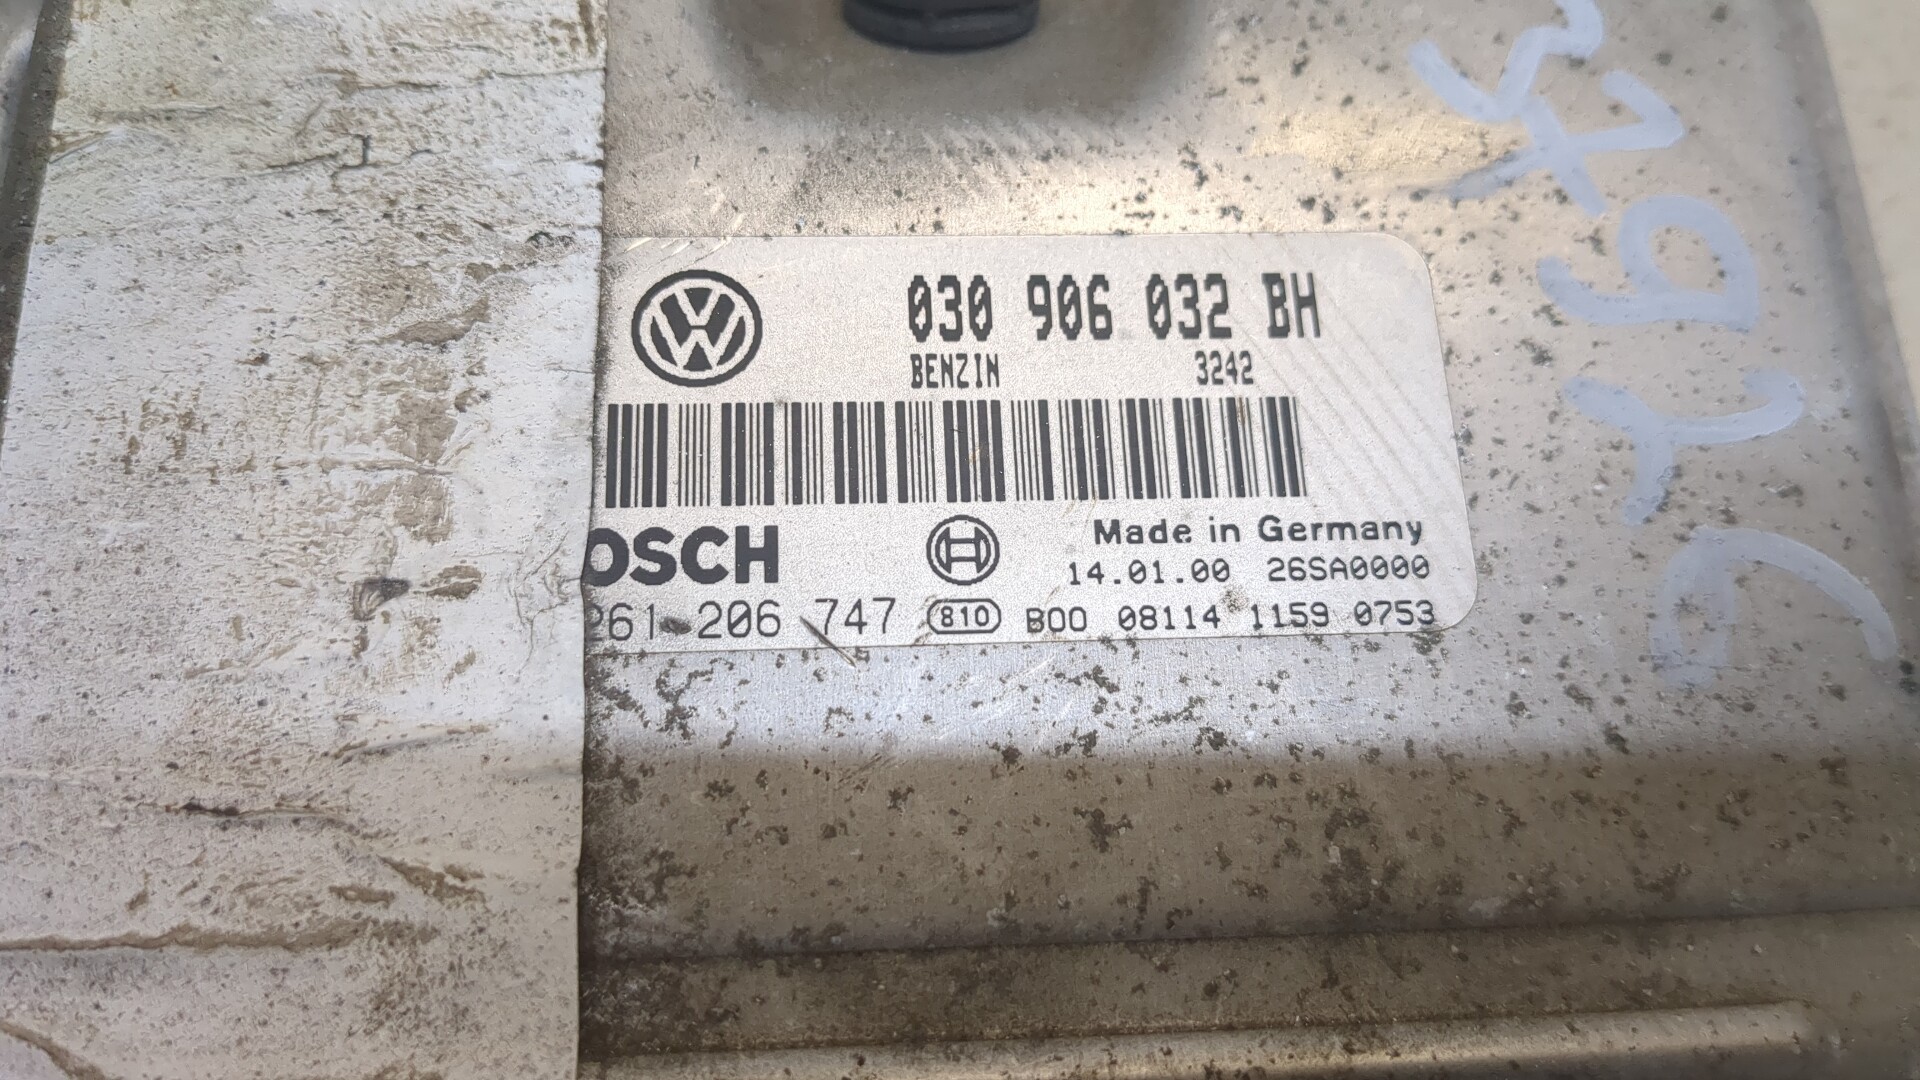 030 906 032 BH
BENZIN 3242
OSCH Made in Germany
14.01.00 26SA0000
261 206 747 810 B00 08114 1159 0753